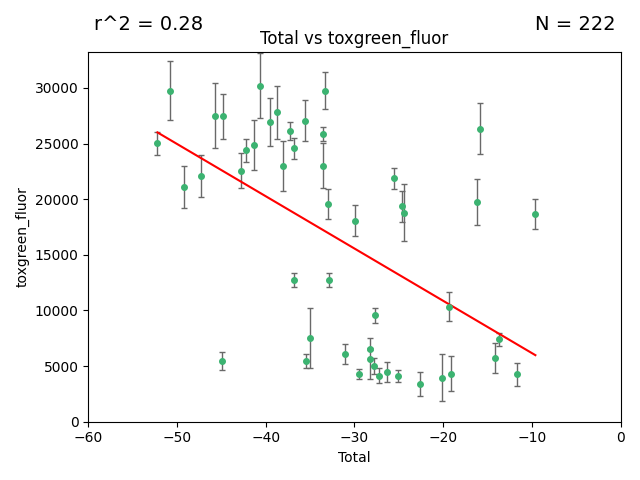 r^2 = 0.28
N = 222
Total vs toxgreen_fluor
30000
25000
20000
15000
10000
5000
0
toxgreen_fluor
−60
−50
−40
−30
−20
−10
0
Total